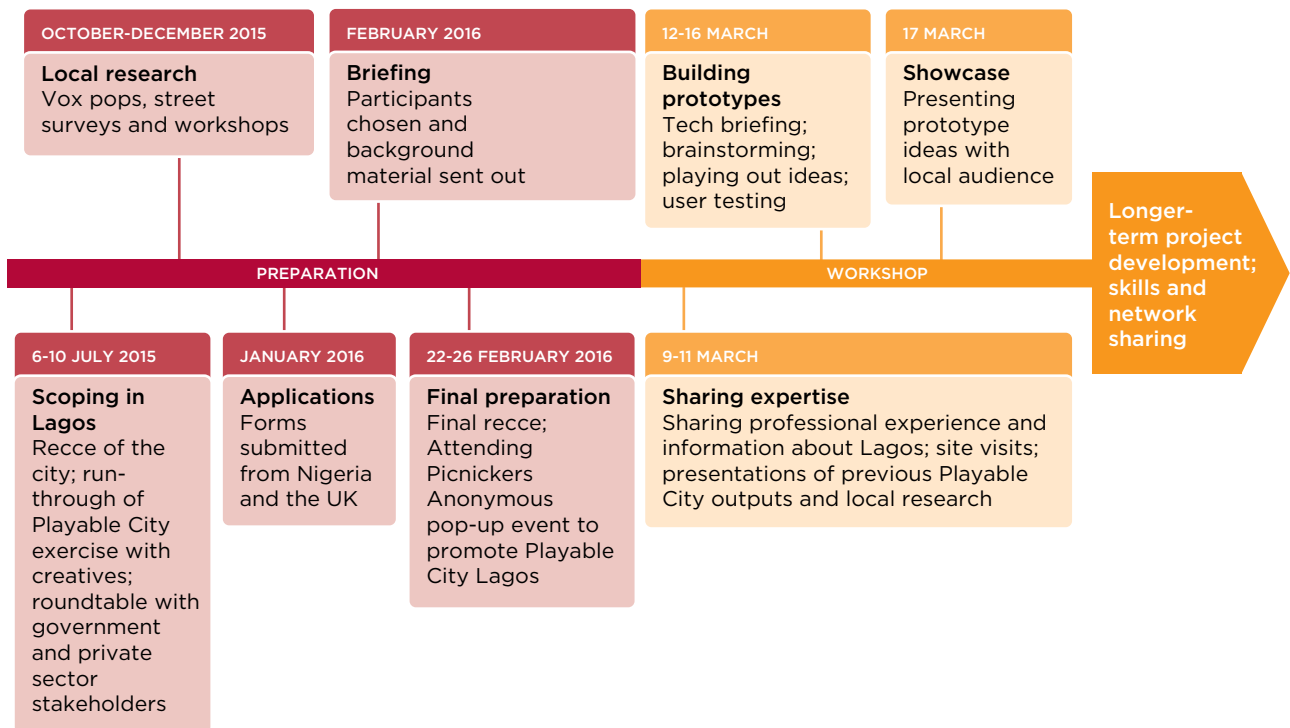 OCTOBER-DECEMBER 2015
Local research
Vox pops, street
surveys and workshops
FEBRUARY 2016
Briefing
Participants
chosen and
background
material sent out
12-16 MARCH
Building
prototypes
Tech briefing;
brainstorming;
playing out ideas;
user testing
17 MARCH
Showcase
Presenting
prototype
ideas with
local audience
PREPARATION
WORKSHOP
Longer-
term project
development;
skills and
network
sharing
6-10 JULY 2015
Scoping in
Lagos
Recce of the
city; run-
through of
Playable City
exercise with
creatives;
roundtable with
government
and private
sector
stakeholders
JANUARY 2016
Applications
Forms
submitted
from Nigeria
and the UK
22-26 FEBRUARY 2016
Final preparation
Final recce;
Attending
Picnickers
Anonymous
pop-up event to
promote Playable
City Lagos
9-11 MARCH
Sharing expertise
Sharing professional experience and
information about Lagos; site visits;
presentations of previous Playable
City outputs and local research